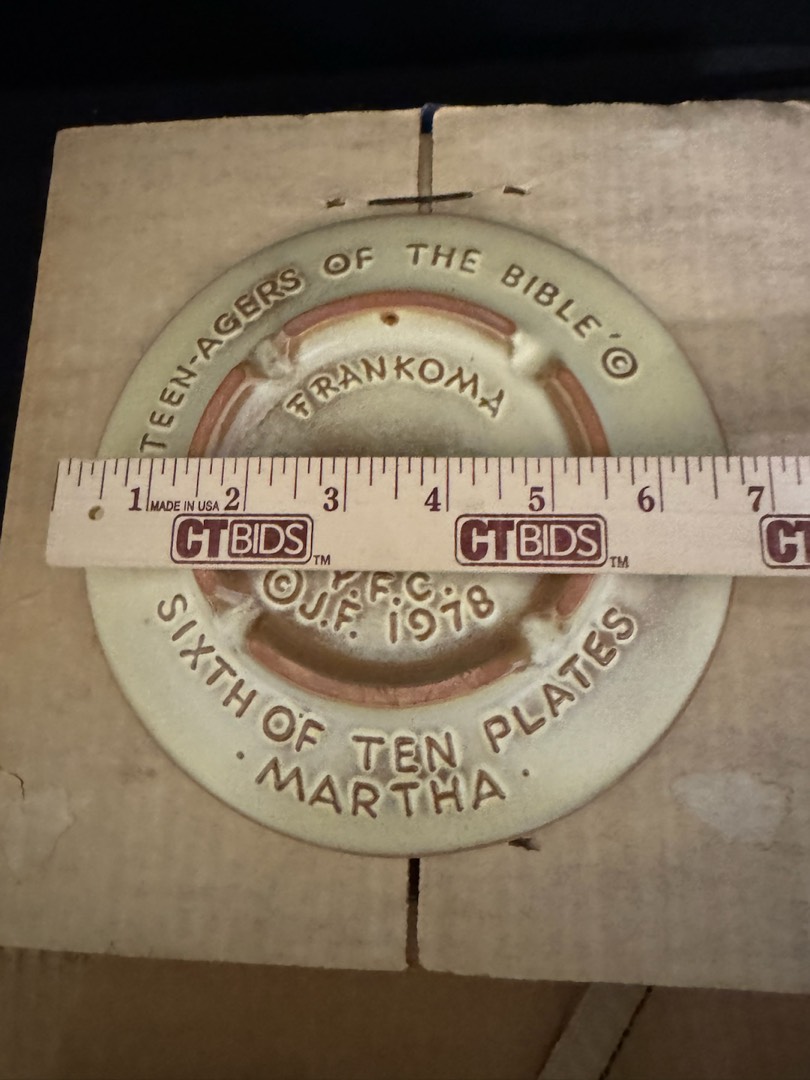 TEEN-AGERS OF THE BIBLE ©
FRANKOMA
1 MADE IN USA 2 3 4 5 6 7
CTBIDS™ CTBIDS™ CT
F.C.
© J.F. 1978
SIXTH OF TEN PLATES
· MARTHA ·